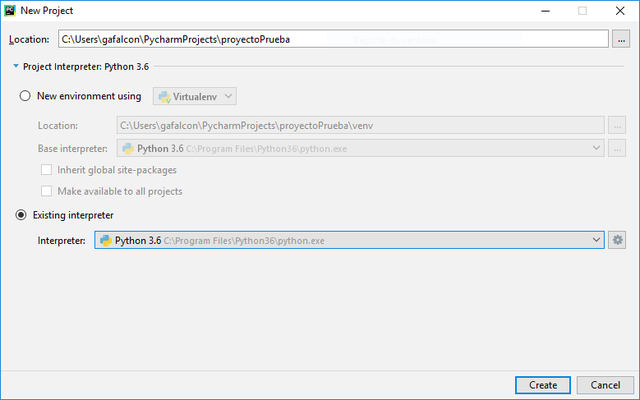 New Project
Location: C:\Users\gafalcon\PycharmProjects\proyectoPrueba ...
Project Interpreter: Python 3.6
New environment using Virtualenv
Location: C:\Users\gafalcon\PycharmProjects\proyectoPrueba\venv ...
Base interpreter: Python 3.6 C:\Program Files\Python36\python.exe ...
Inherit global site-packages
Make available to all projects
Existing interpreter
Interpreter: Python 3.6 C:\Program Files\Python36\python.exe
Create Cancel